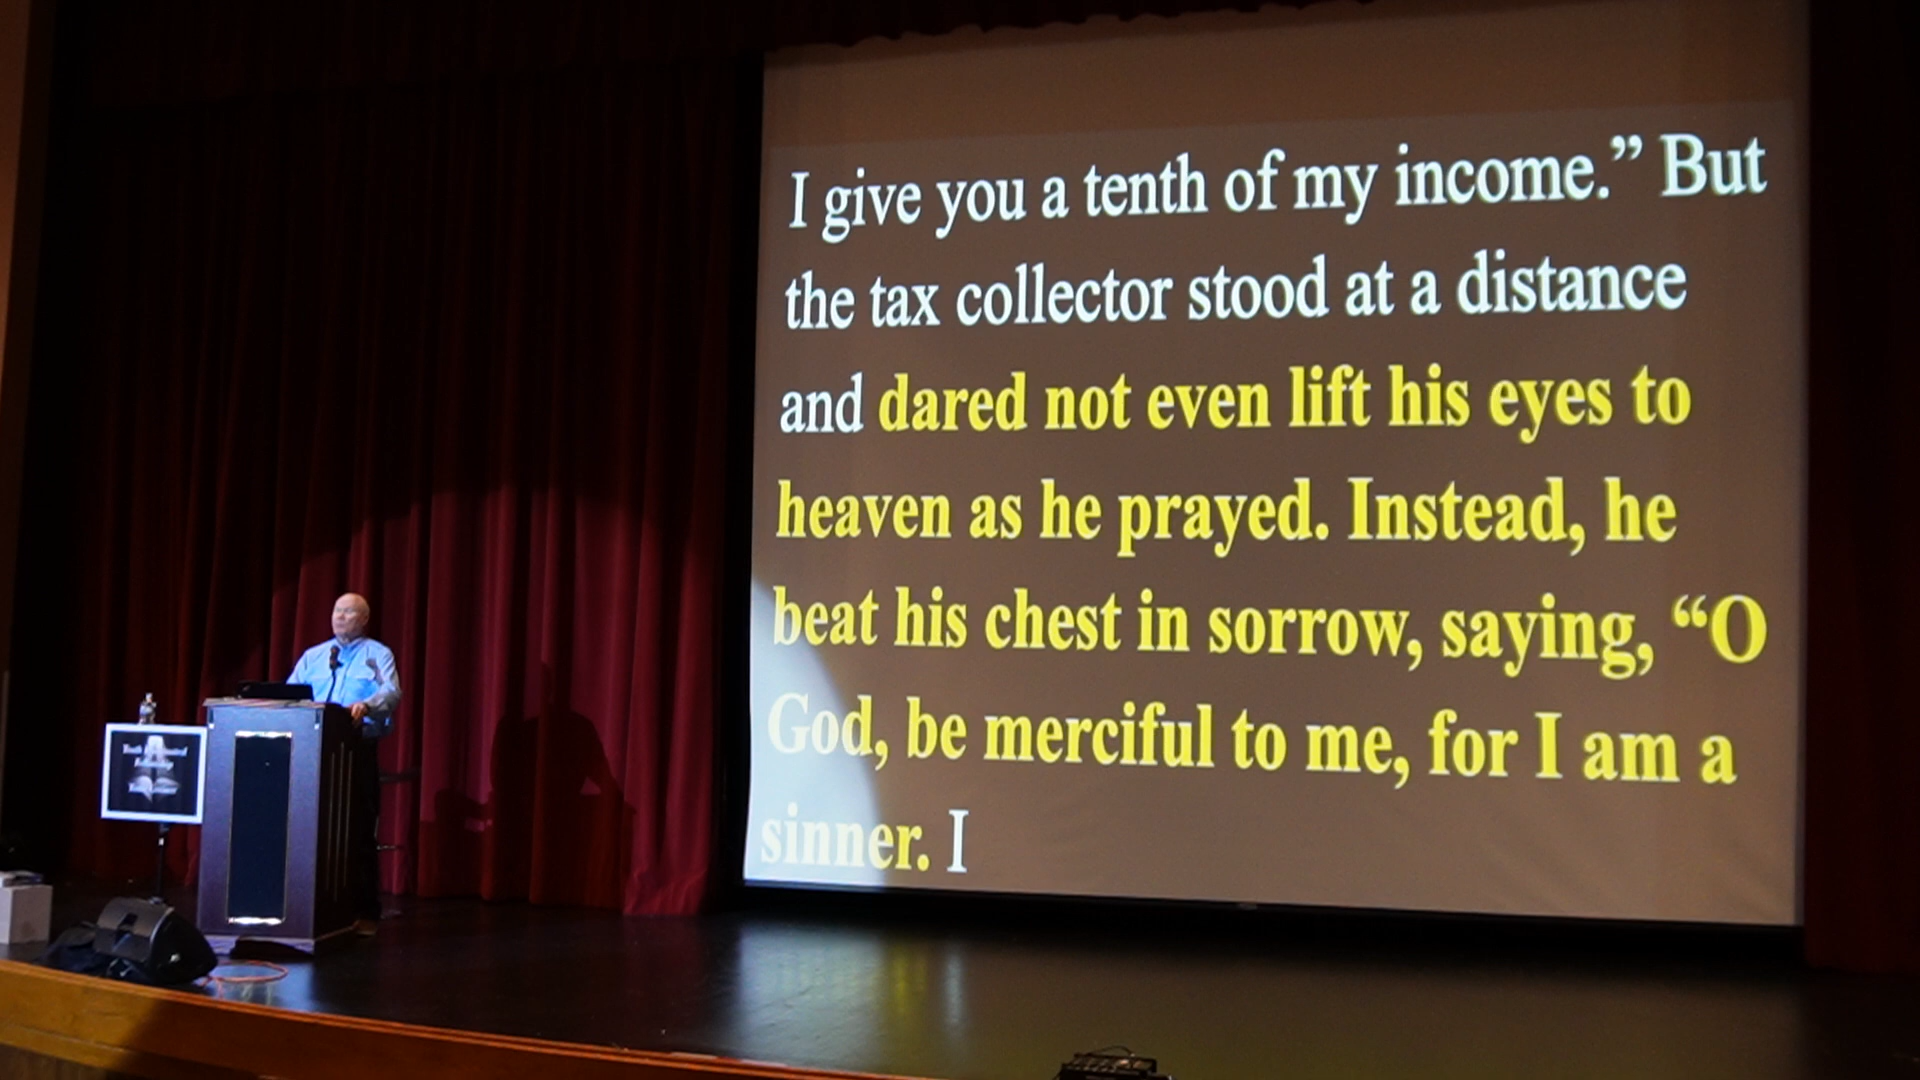 I give you a tenth of my income.” But
the tax collector stood at a distance
and dared not even lift his eyes to
heaven as he prayed. Instead, he
beat his chest in sorrow, saying, “O
God, be merciful to me, for I am a
sinner. I